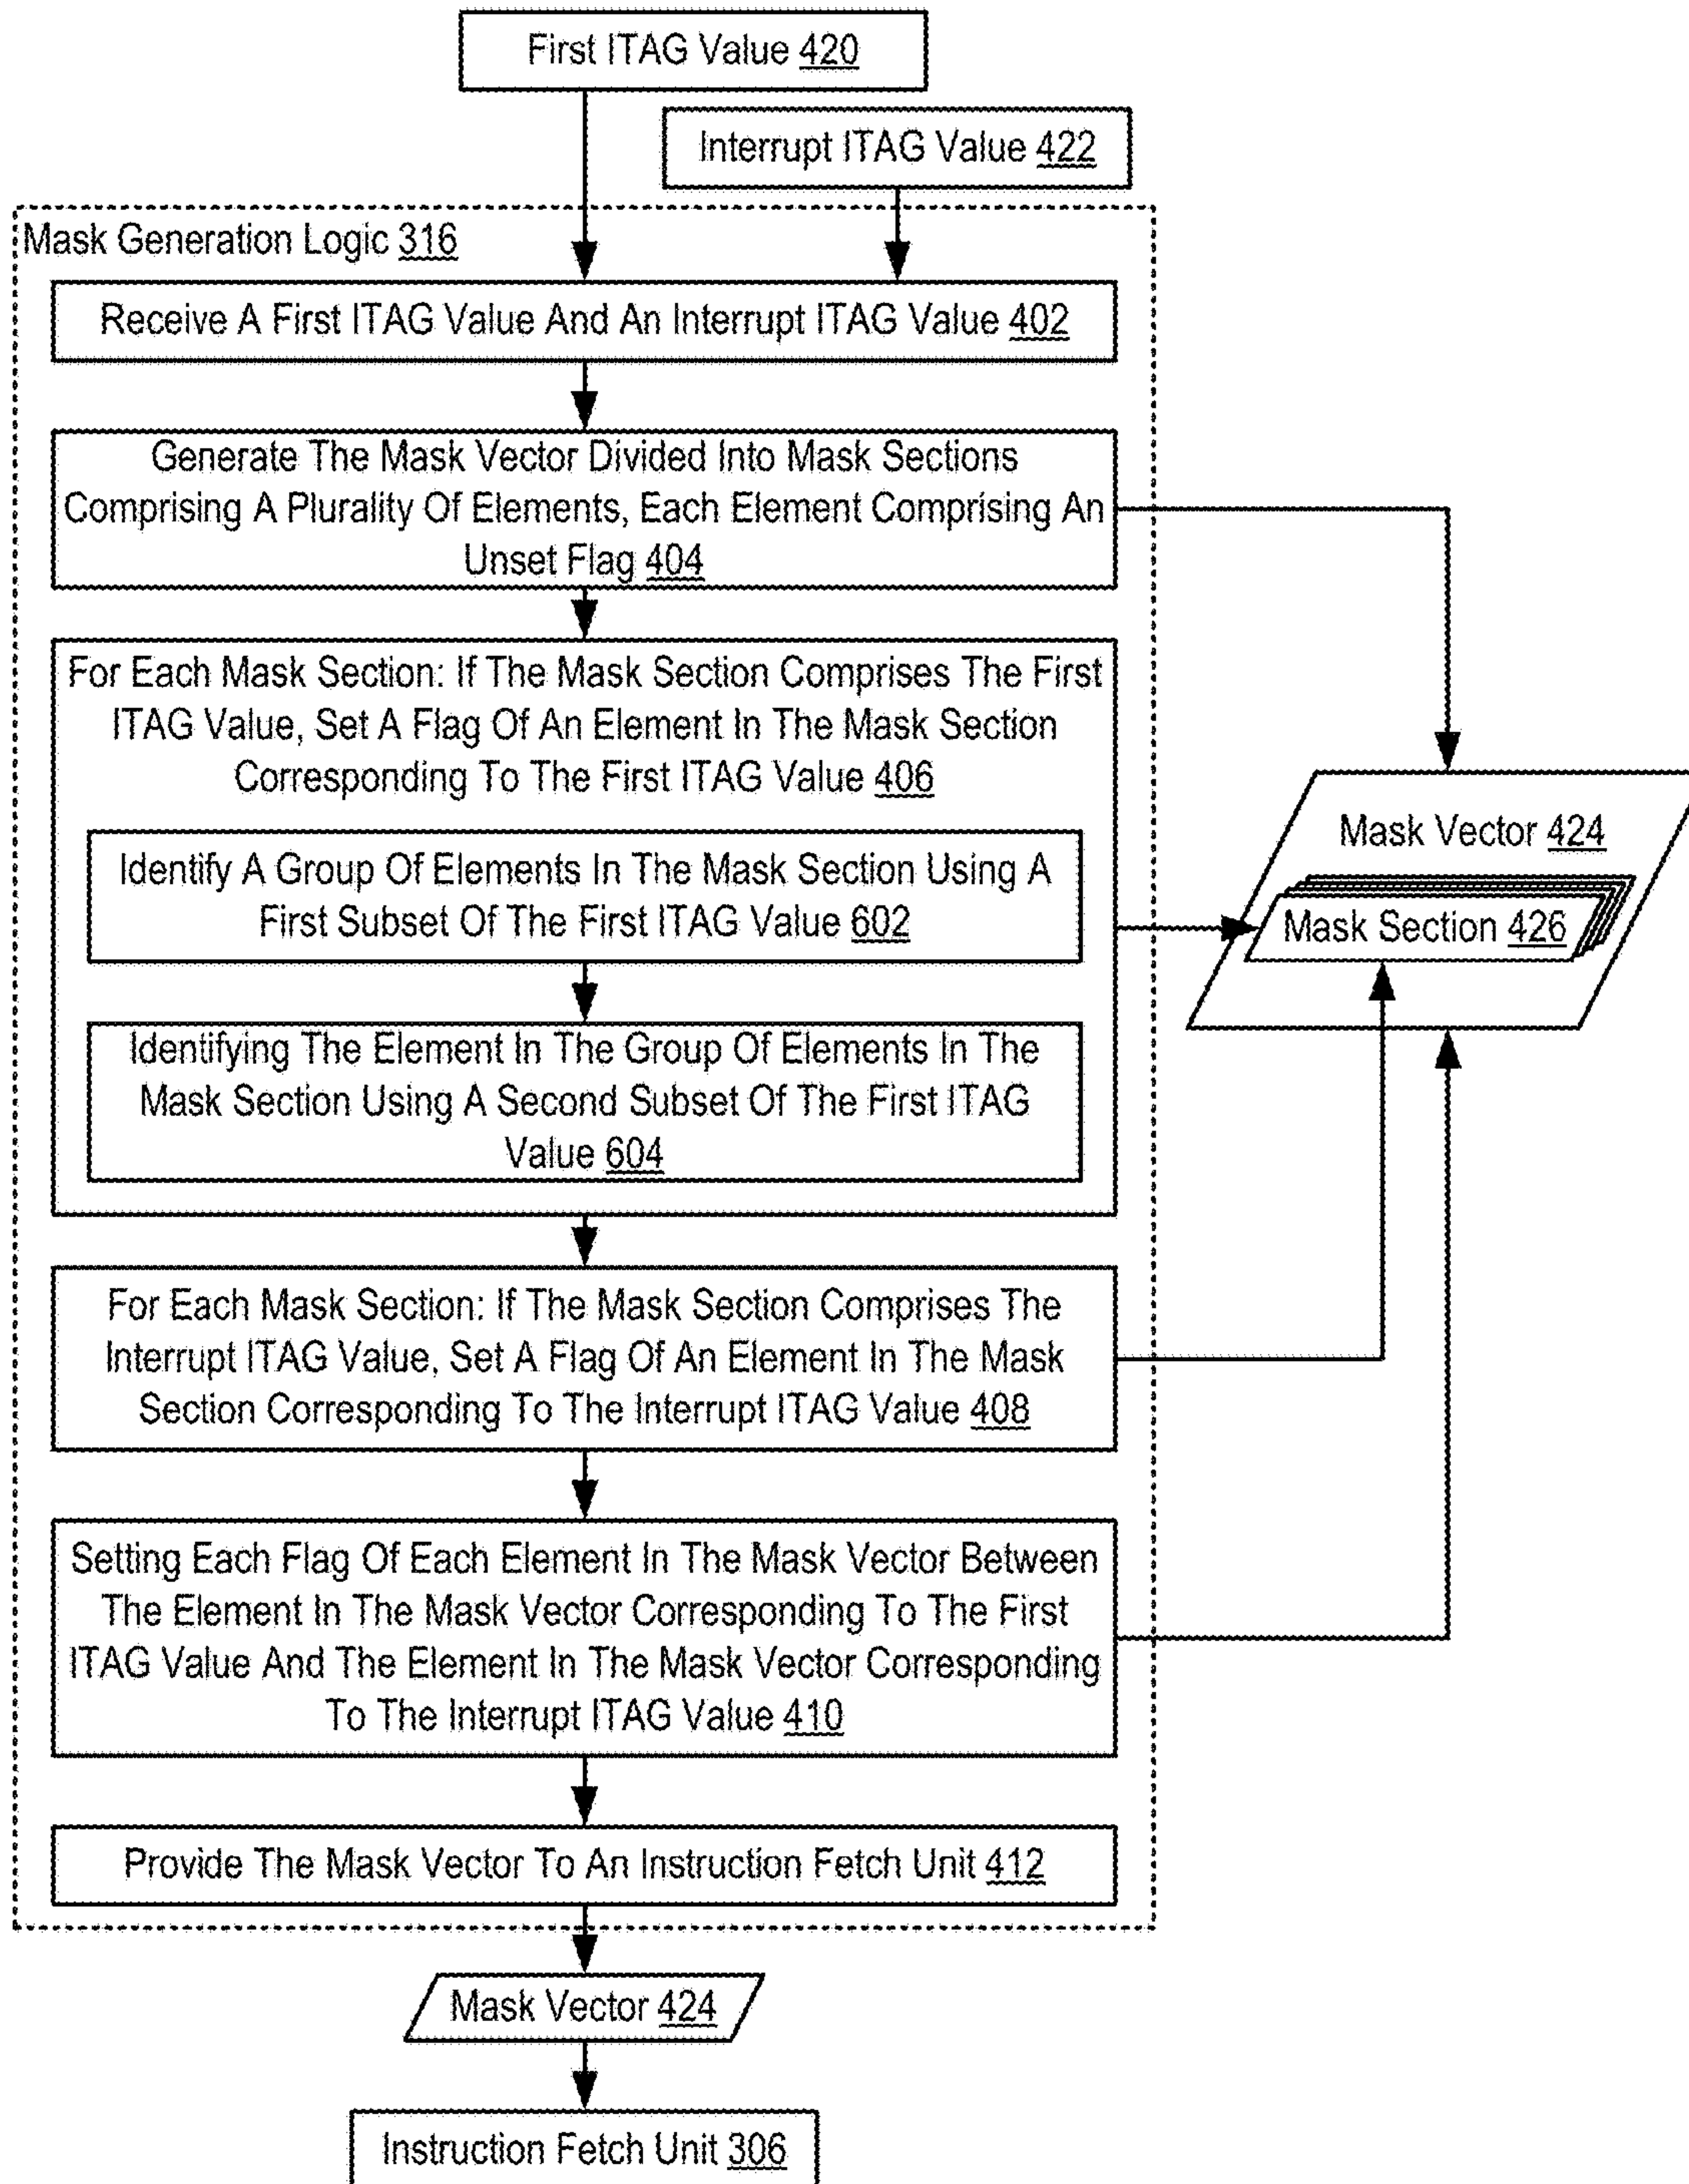 First ITAG Value 420
Interrupt ITAG Value 422
Mask Generation Logic 316
Receive A First ITAG Value And An Interrupt ITAG Value 402
Generate The Mask Vector Divided Into Mask Sections
Comprising A Plurality Of Elements, Each Element Comprising An
Unset Flag 404
For Each Mask Section: If The Mask Section Comprises The First
ITAG Value, Set A Flag Of An Element In The Mask Section
Corresponding To The First ITAG Value 406
Identify A Group Of Elements In The Mask Section Using A
First Subset Of The First ITAG Value 602
Identifying The Element In The Group Of Elements In The
Mask Section Using A Second Subset Of The First ITAG
Value 604
Mask Vector 424
Mask Section 426
For Each Mask Section: If The Mask Section Comprises The
Interrupt ITAG Value, Set A Flag Of An Element In The Mask
Section Corresponding To The Interrupt ITAG Value 408
Setting Each Flag Of Each Element In The Mask Vector Between
The Element In The Mask Vector Corresponding To The First
ITAG Value And The Element In The Mask Vector Corresponding
To The Interrupt ITAG Value 410
Provide The Mask Vector To An Instruction Fetch Unit 412
Mask Vector 424
Instruction Fetch Unit 306